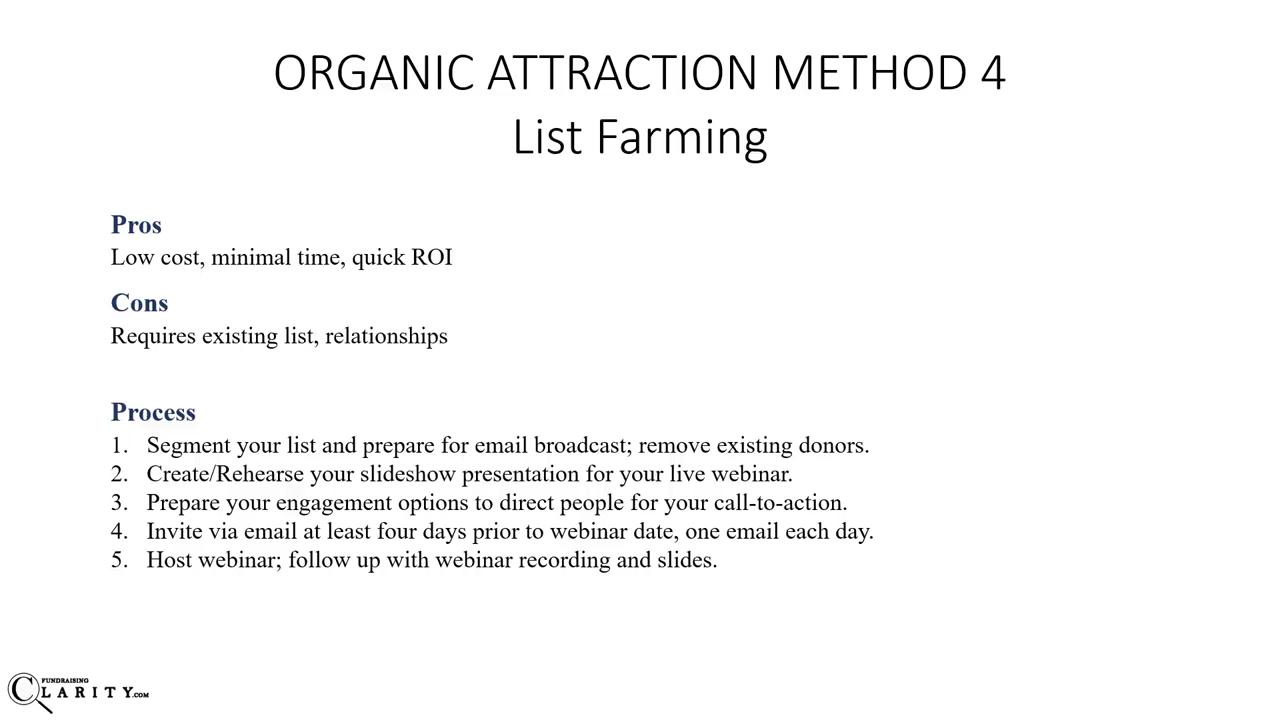 ORGANIC ATTRACTION METHOD 4
List Farming
Pros
Low cost, minimal time, quick ROI
Cons
Requires existing list, relationships
Process
1. Segment your list and prepare for email broadcast; remove existing donors.
2. Create/Rehearse your slideshow presentation for your live webinar.
3. Prepare your engagement options to direct people for your call-to-action.
4. Invite via email at least four days prior to webinar date, one email each day.
5. Host webinar; follow up with webinar recording and slides.
FUNDRAISING
CLARITY.COM